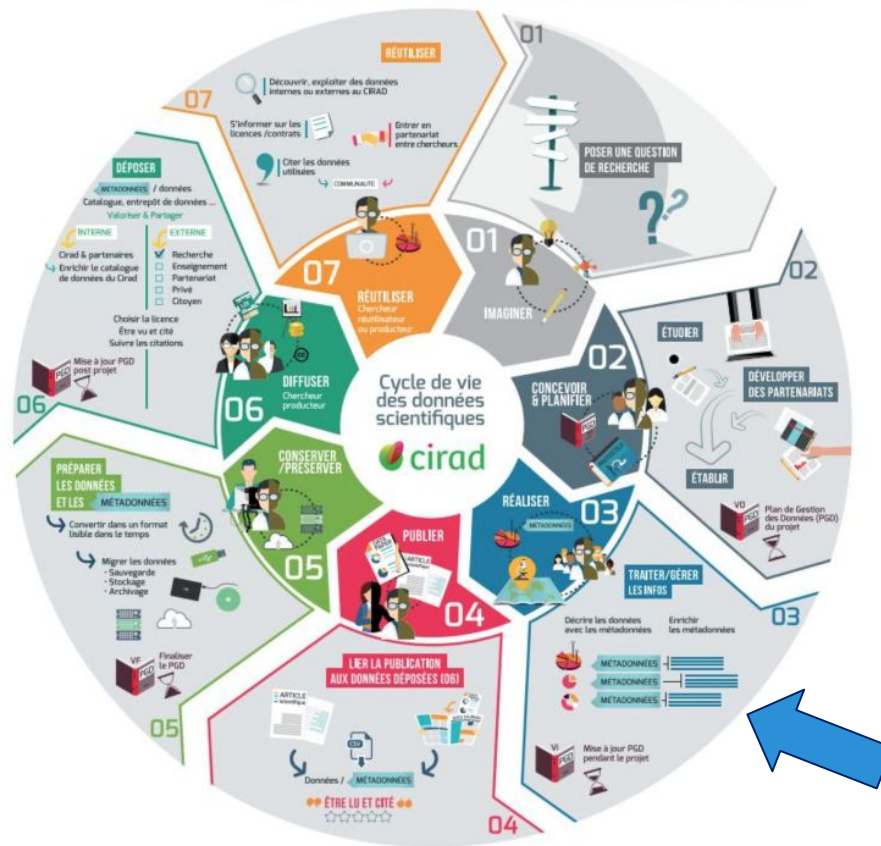 Cycle de vie
des données
scientifiques
cirad
01
IMAGINER
01
POSER UNE QUESTION
DE RECHERCHE
??
02
CONCEVOIR
& PLANIFIER
PGD
02
ÉTUDIER
DÉVELOPPER
DES PARTENARIATS
ÉTABLIR
V0
PGD
Plan de Gestion
des Données (PGD)
du projet
03
RÉALISER
MÉTADONNÉES
TRAITER/GÉRER
LES INFOS
03
Décrire les données
avec les métadonnées
Enrichir
les métadonnées
MÉTADONNÉES
MÉTADONNÉES
MÉTADONNÉES
V1
PGD
Mise à jour PGD
pendant le projet
04
PUBLIER
DATA
PAPER
ARTICLE
scientifique
LIER LA PUBLICATION
AUX DONNÉES DÉPOSÉES (06)
ARTICLE
scientifique
CSV
Données / MÉTADONNÉES
ÊTRE LU ET CITÉ
04
05
CONSERVER
/PRÉSERVER
PRÉPARER
LES DONNÉES
ET LES MÉTADONNÉES
Convertir dans un format
lisible dans le temps
Migrer les données
- Sauvegarde
- Stockage
- Archivage
VF
PGD
Finaliser
le PGD
05
06
DIFFUSER
Chercheur
producteur
DÉPOSER
MÉTADONNÉES / données
Catalogue, entrepôt de données ...
Valoriser & Partager
INTERNE
Cirad & partenaires
Enrichir le catalogue
de données du Cirad
EXTERNE
Recherche
Enseignement
Partenariat
Privé
Citoyen
Choisir la licence
Être vu et cité
Suivre les citations
PGD
Mise à jour PGD
post projet
06
07
RÉUTILISER
Chercheur
réutilisateur
ou producteur
RÉUTILISER
07
Découvrir, exploiter des données
internes ou externes au CIRAD
S'informer sur les
licences /contrats
Entrer en
partenariat
entre chercheurs
Citer les données
utilisées
COMMUNAUTÉ